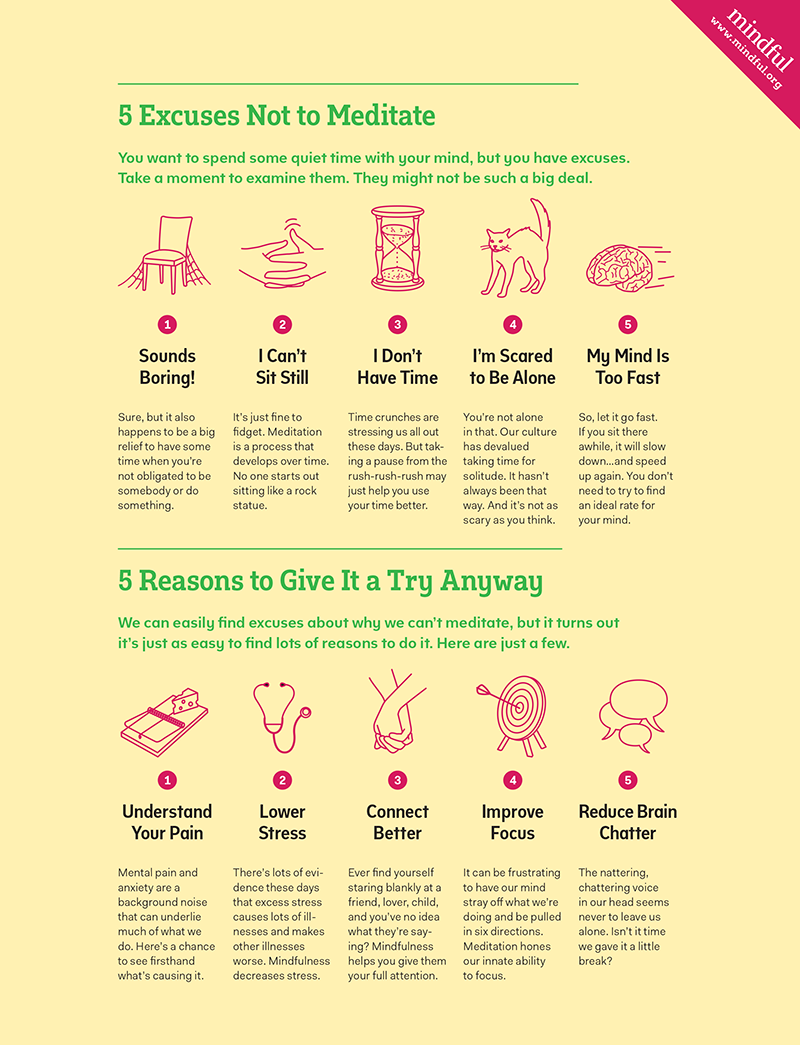 mindful
www.mindful.org
5 Excuses Not to Meditate
You want to spend some quiet time with your mind, but you have excuses.
Take a moment to examine them. They might not be such a big deal.
1
Sounds
Boring!
Sure, but it also
happens to be a big
relief to have some
time when you're
not obligated to be
somebody or do
something.
2
I Can't
Sit Still
It's just fine to
fidget. Meditation
is a process that
develops over time.
No one starts out
sitting like a rock
statue.
3
I Don't
Have Time
Time crunches are
stressing us all out
these days. But tak-
ing a pause from the
rush-rush-rush may
just help you use
your time better.
4
I'm Scared
to Be Alone
You're not alone
in that. Our culture
has devalued
taking time for
solitude. It hasn't
always been that
way. And it's not as
scary as you think.
5
My Mind Is
Too Fast
So, let it go fast.
If you sit there
awhile, it will slow
down...and speed
up again. You don't
need to try to find
an ideal rate for
your mind.
5 Reasons to Give It a Try Anyway
We can easily find excuses about why we can't meditate, but it turns out
it's just as easy to find lots of reasons to do it. Here are just a few.
1
Understand
Your Pain
Mental pain and
anxiety are a
background noise
that can underlie
much of what we
do. Here's a chance
to see firsthand
what's causing it.
2
Lower
Stress
There's lots of evi-
dence these days
that excess stress
causes lots of ill-
nesses and makes
other illnesses
worse. Mindfulness
decreases stress.
3
Connect
Better
Ever find yourself
staring blankly at a
friend, lover, child,
and you've no idea
what they're say-
ing? Mindfulness
helps you give them
your full attention.
4
Improve
Focus
It can be frustrating
to have our mind
stray off what we're
doing and be pulled
in six directions.
Meditation hones
our innate ability
to focus.
5
Reduce Brain
Chatter
The nattering,
chattering voice
in our head seems
never to leave us
alone. Isn't it time
we gave it a little
break?